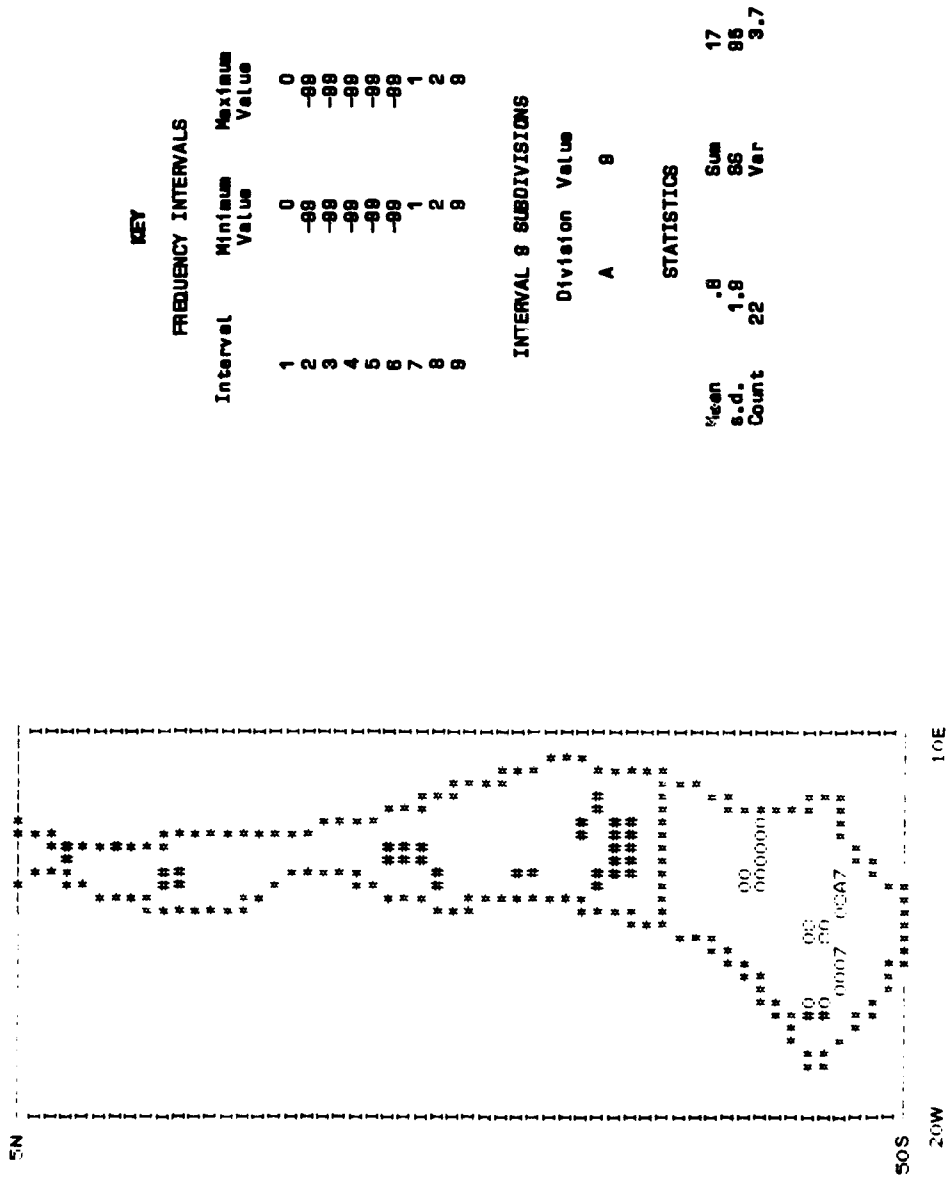 KEY
FREQUENCY INTERVALS
Interval Minimum Value Maximum Value
1 0 0
2 -99 -99
3 -99 -99
4 -99 -99
5 -99 -99
6 -99 -99
7 1 1
8 2 2
9 9 9
INTERVAL 9 SUBDIVISIONS
Division Value
A 9
STATISTICS
Mean .8 Sum 17
s.d. 1.9 SS 95
Count 22 Var 3.7
5N
50S
20W 10E